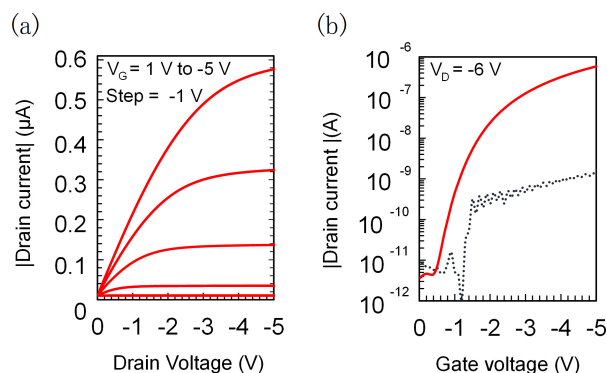 (a)
|Drain current| (μA)
0.6
0.6
0.4
0.3
0.2
0.1
0
V_G = 1 V to -5 V
Step = -1 V
0 -1 -2 -3 -4 -5
Drain Voltage (V)
(b)
|Drain current |(A)
10^-6
10^-7
10^-8
10^-9
10^-10
10^-11
10^-12
V_D = -6 V
0 -1 -2 -3 -4 -5
Gate voltage (V)